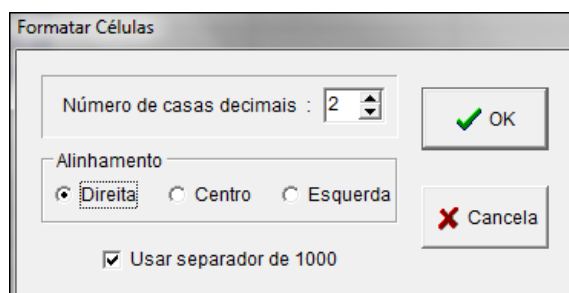 Formatar Células
Número de casas decimais : 2
OK
Alinhamento
Direita Centro Esquerda
Cancela
Usar separador de 1000